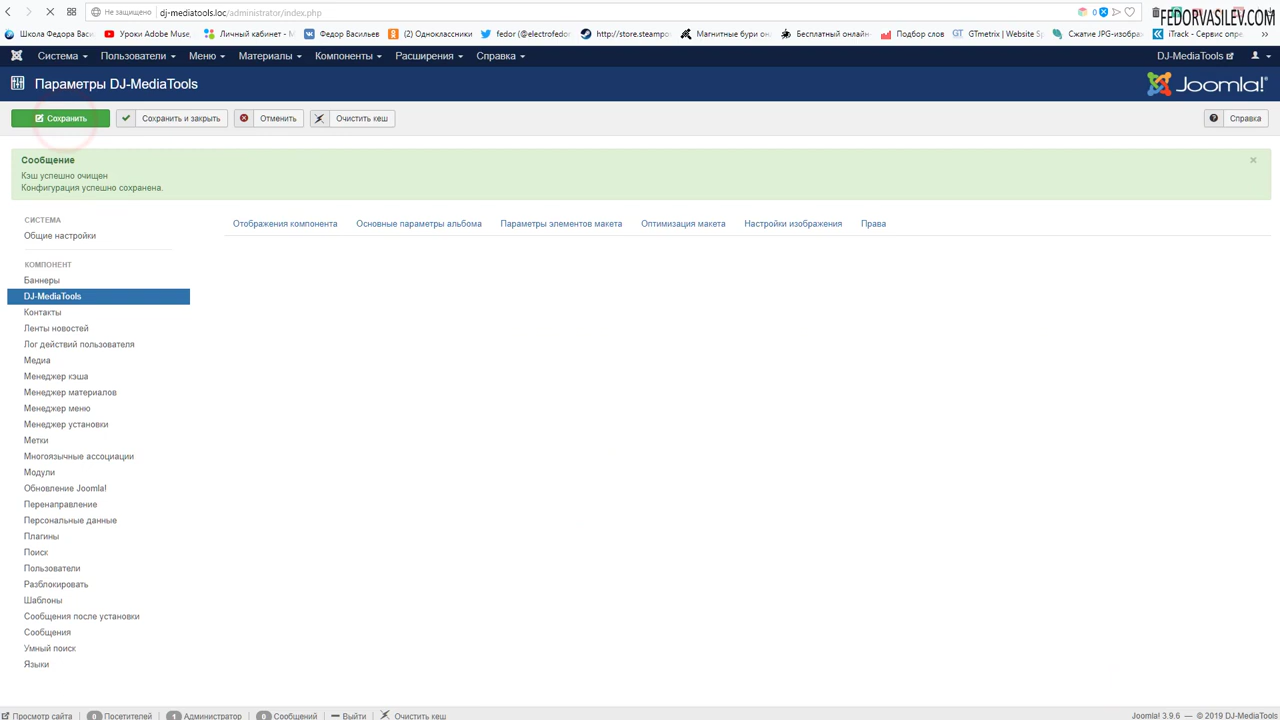 Не защищено dj-mediatools.loc/administrator/index.php 0
FEDORVASILEV.COM
Школа Федора Васи Уроки Adobe Muse, Личный кабинет - М Федор Васильев (2) Одноклассники fedor (@electrofedo http://store.steampo Магнитные бури онл Бесплатный онлайн- Подбор слов GTmetrix | Website Sp Сжатие JPG-изобра iTrack - Сервис опре. »
Система Пользователи Меню Материалы Компоненты Расширения Справка DJ-MediaTools
Параметры DJ-MediaTools Joomla!®
Сохранить Сохранить и закрыть Отменить Очистить кеш Справка
Сообщение ×
Кэш успешно очищен
Конфигурация успешно сохранена.
СИСТЕМА
Общие настройки
Отображения компонента Основные параметры альбома Параметры элементов макета Оптимизация макета Настройки изображения Права
КОМПОНЕНТ
Баннеры
DJ-MediaTools
Контакты
Ленты новостей
Лог действий пользователя
Медиа
Менеджер кэша
Менеджер материалов
Менеджер меню
Менеджер установки
Метки
Многоязычные ассоциации
Модули
Обновление Joomla!
Перенаправление
Персональные данные
Плагины
Поиск
Пользователи
Разблокировать
Шаблоны
Сообщения после установки
Сообщения
Умный поиск
Языки
Просмотр сайта 0 Посетителей 1 Администратор 0 Сообщений Выйти Очистить кеш Joomla! 3.9.6 — © 2019 DJ-MediaTools